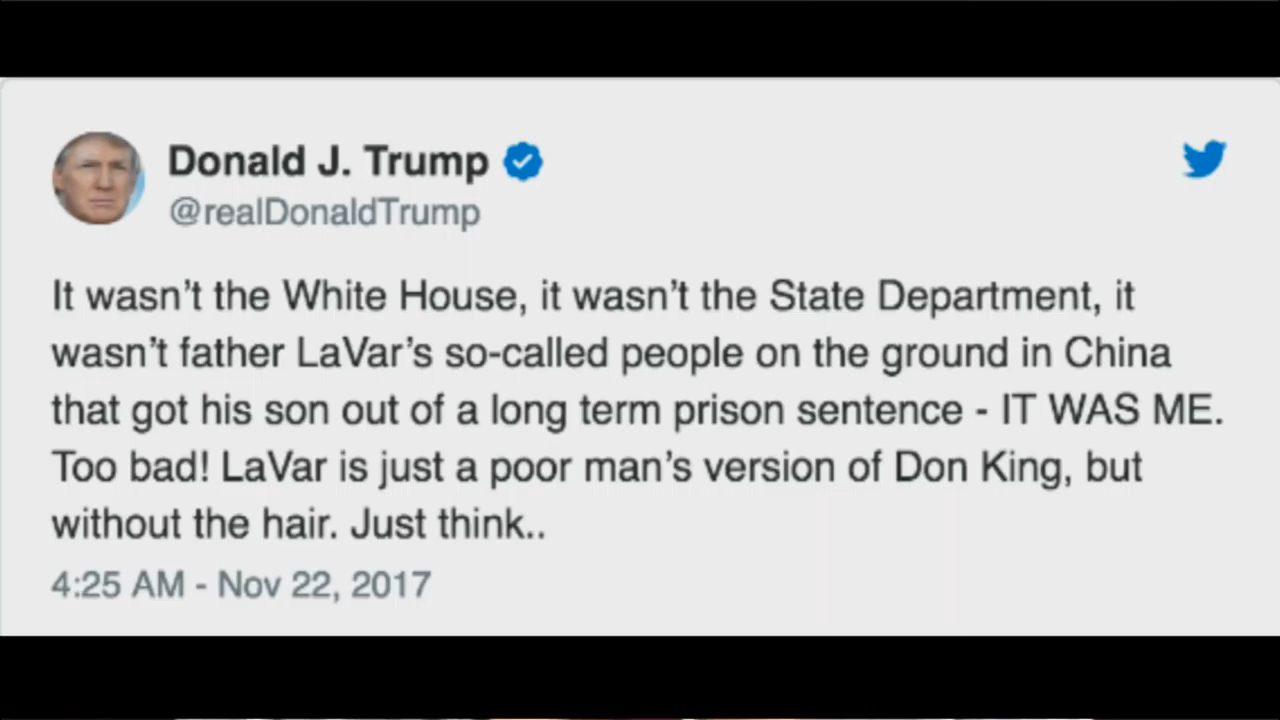 Donald J. Trump
@realDonaldTrump
It wasn’t the White House, it wasn’t the State Department, it
wasn’t father LaVar’s so-called people on the ground in China
that got his son out of a long term prison sentence - IT WAS ME.
Too bad! LaVar is just a poor man’s version of Don King, but
without the hair. Just think..
4:25 AM - Nov 22, 2017